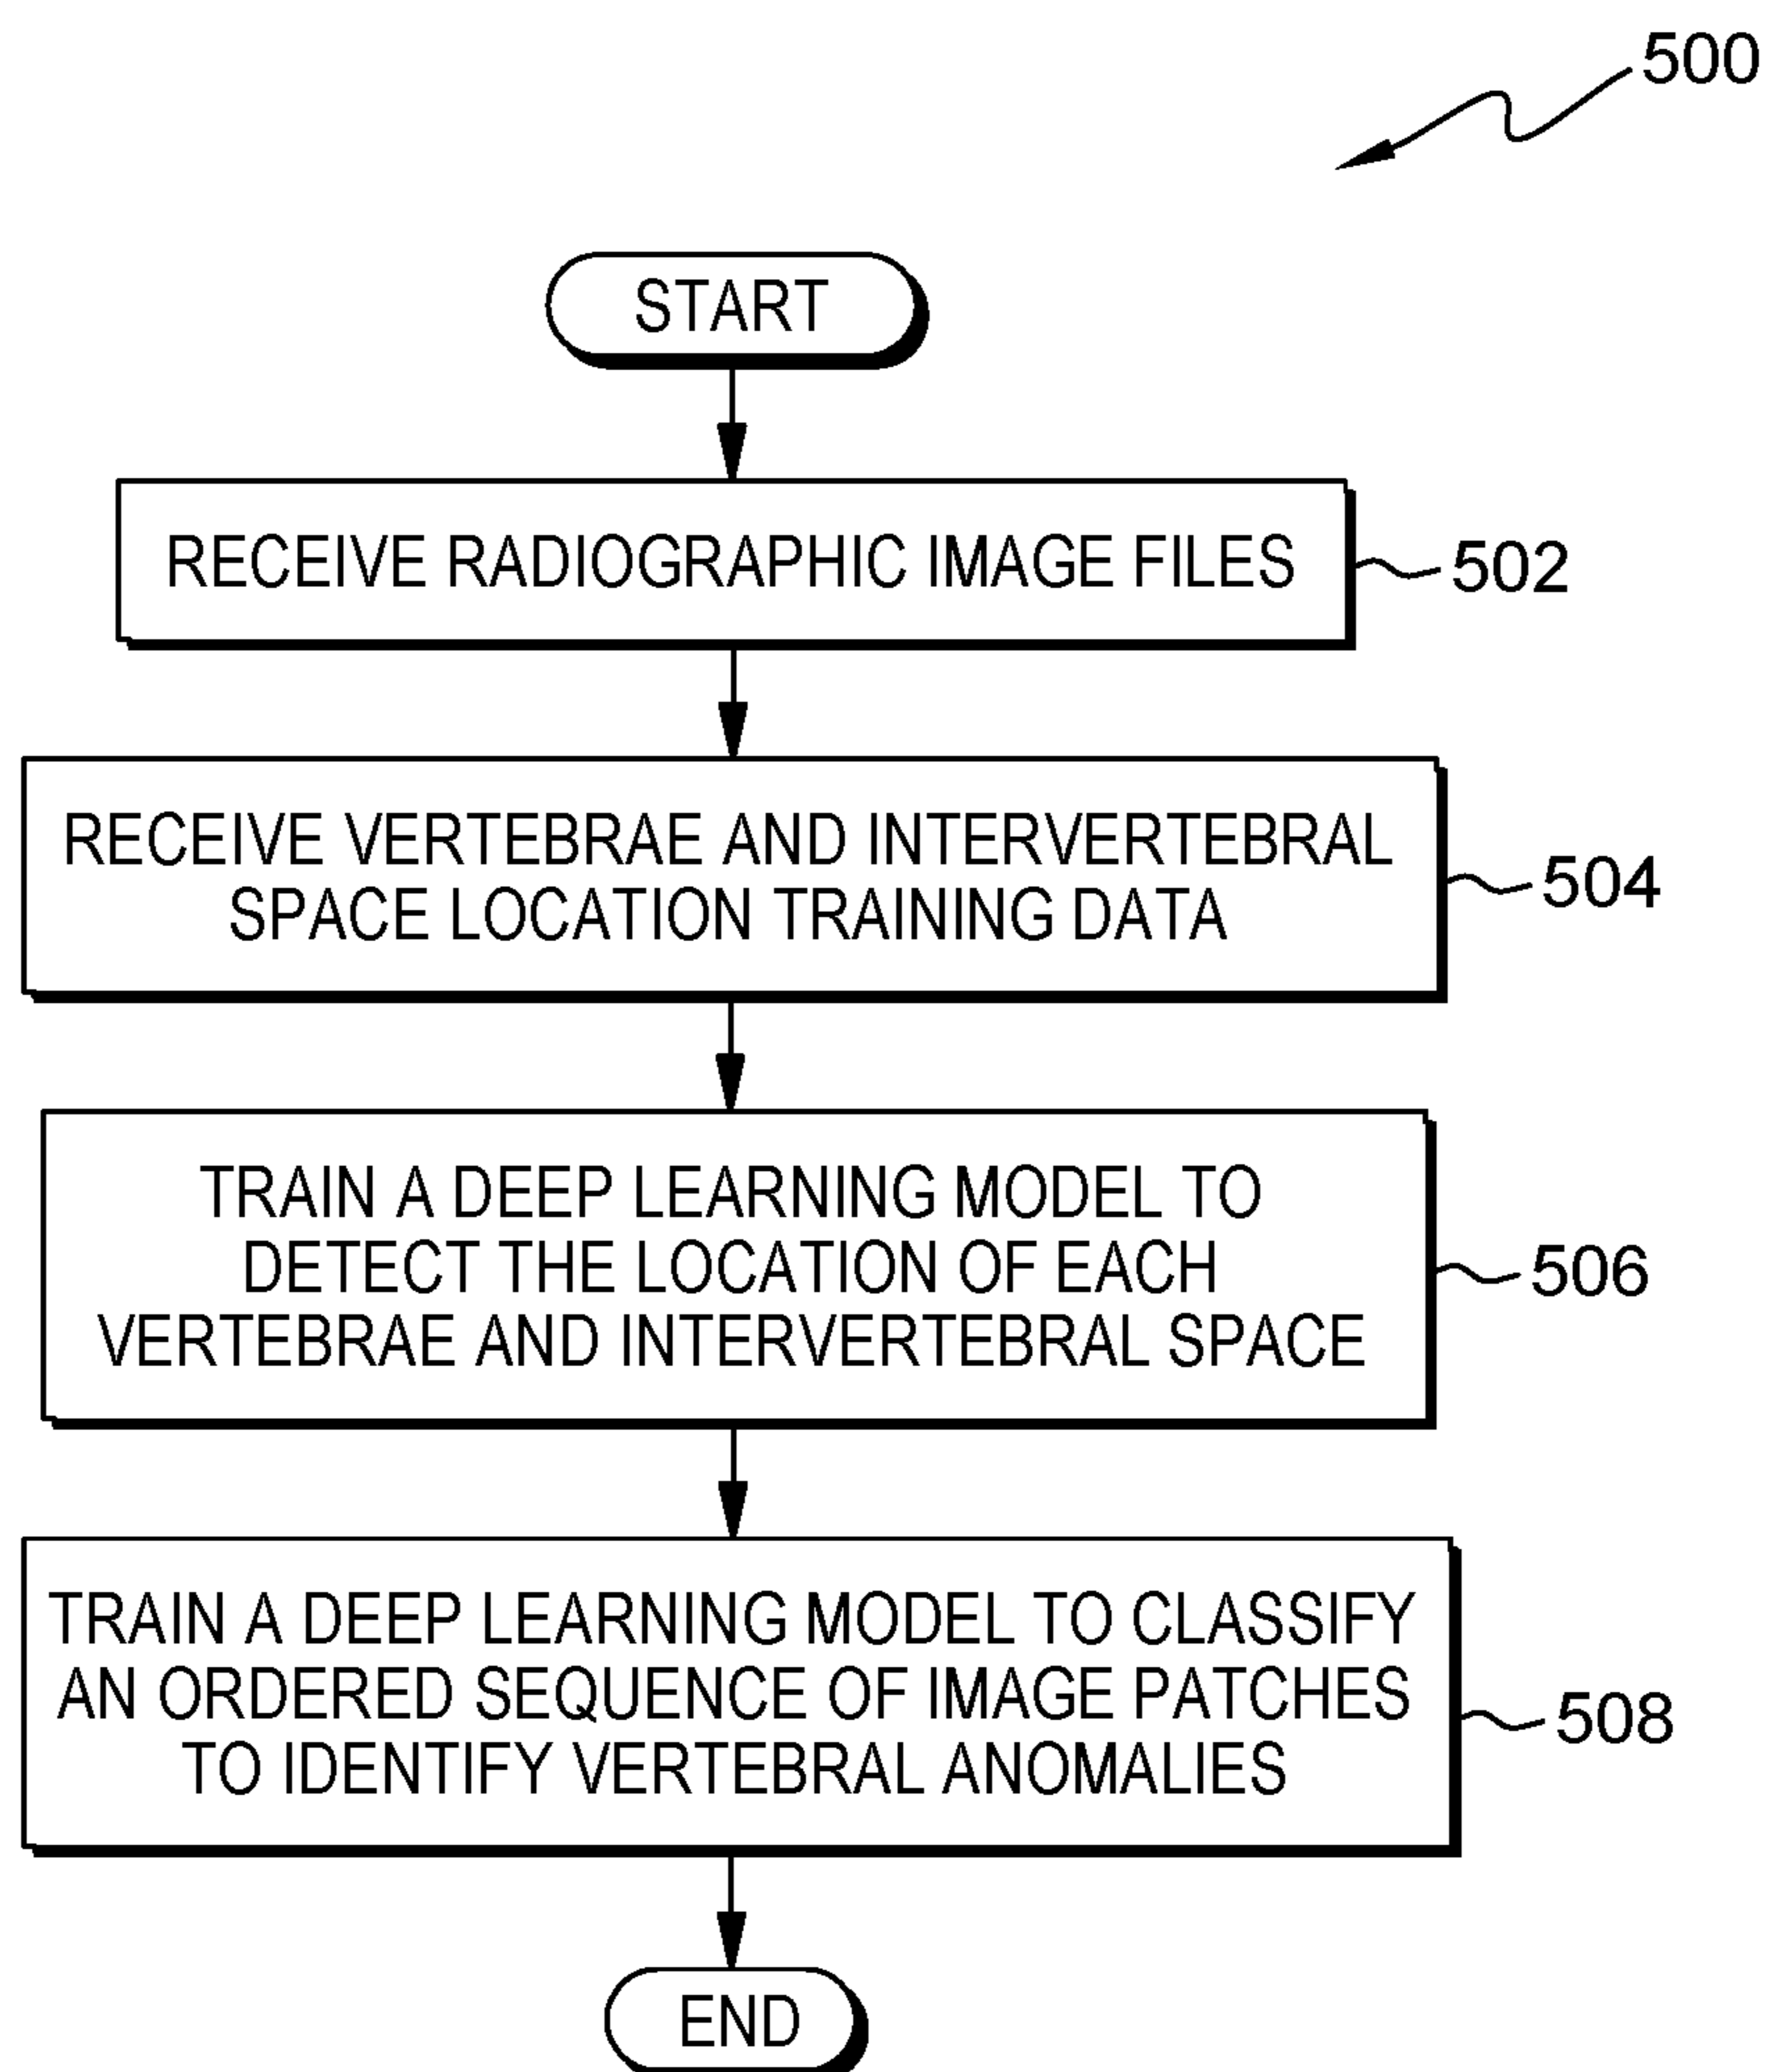 500
START
RECEIVE RADIOGRAPHIC IMAGE FILES
502
RECEIVE VERTEBRAE AND INTERVERTEBRAL
SPACE LOCATION TRAINING DATA
504
TRAIN A DEEP LEARNING MODEL TO
DETECT THE LOCATION OF EACH
VERTEBRAE AND INTERVERTEBRAL SPACE
506
TRAIN A DEEP LEARNING MODEL TO CLASSIFY
AN ORDERED SEQUENCE OF IMAGE PATCHES
TO IDENTIFY VERTEBRAL ANOMALIES
508
END